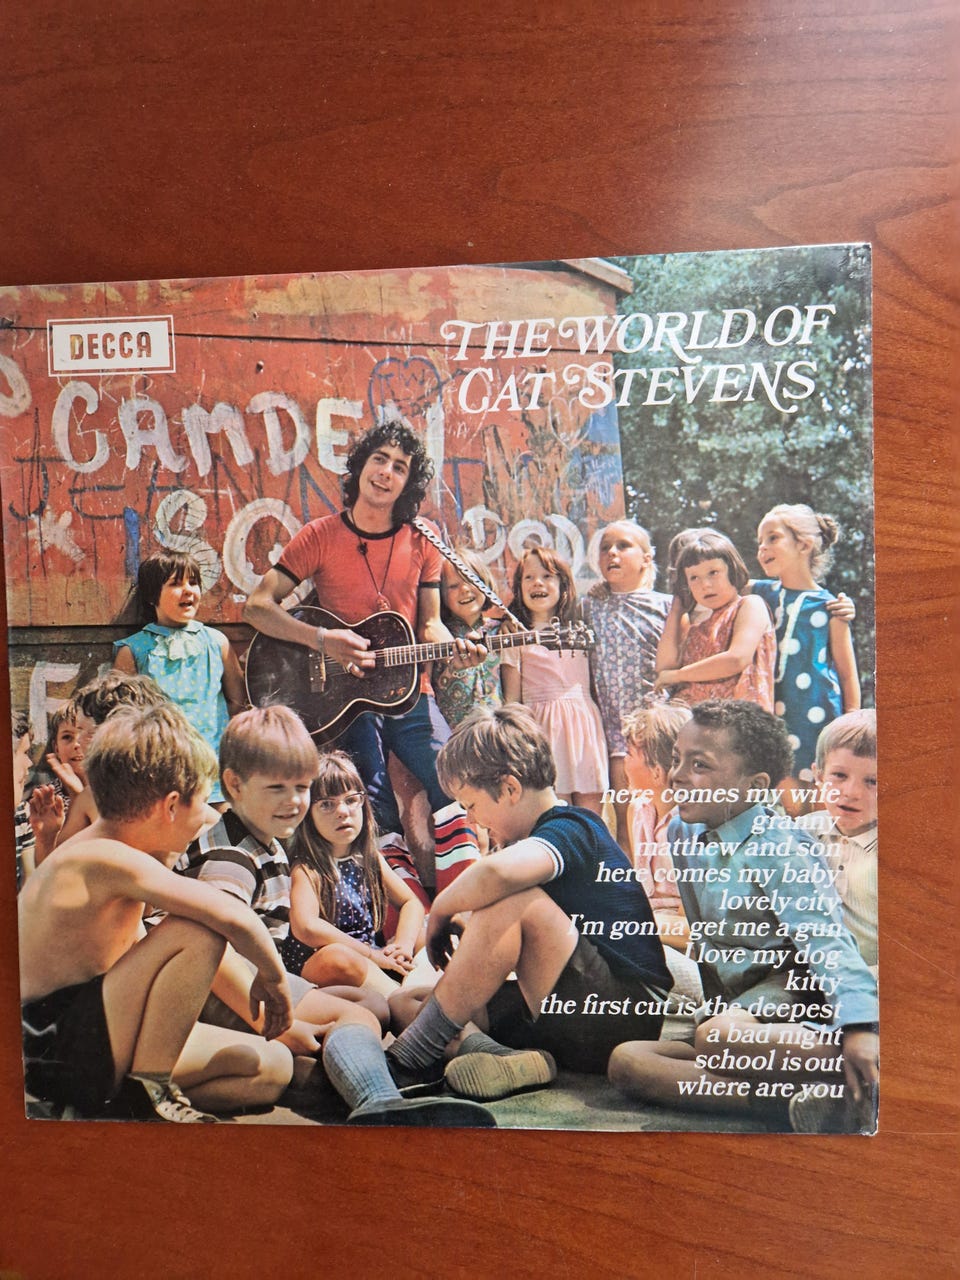 DECCA
THE WORLD OF
CAT STEVENS
CAMDEN
here comes my wife
granny
matthew and son
here comes my baby
lovely city
I'm gonna get me a gun
I love my dog
kitty
the first cut is the deepest
a bad night
school is out
where are you